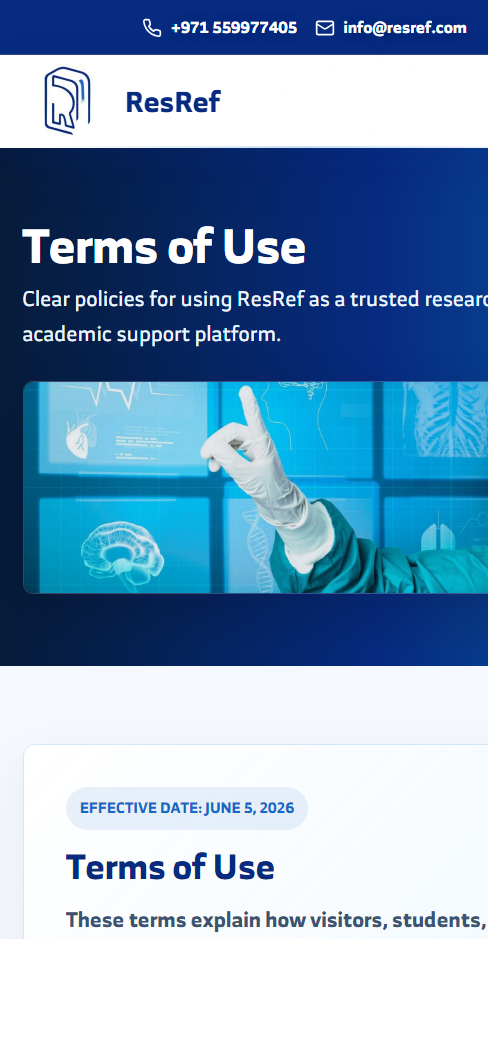 +971 559977405 info@resref.com
ResRef
Terms of Use
Clear policies for using ResRef as a trusted researc
academic support platform.
EFFECTIVE DATE: JUNE 5, 2026
Terms of Use
These terms explain how visitors, students,